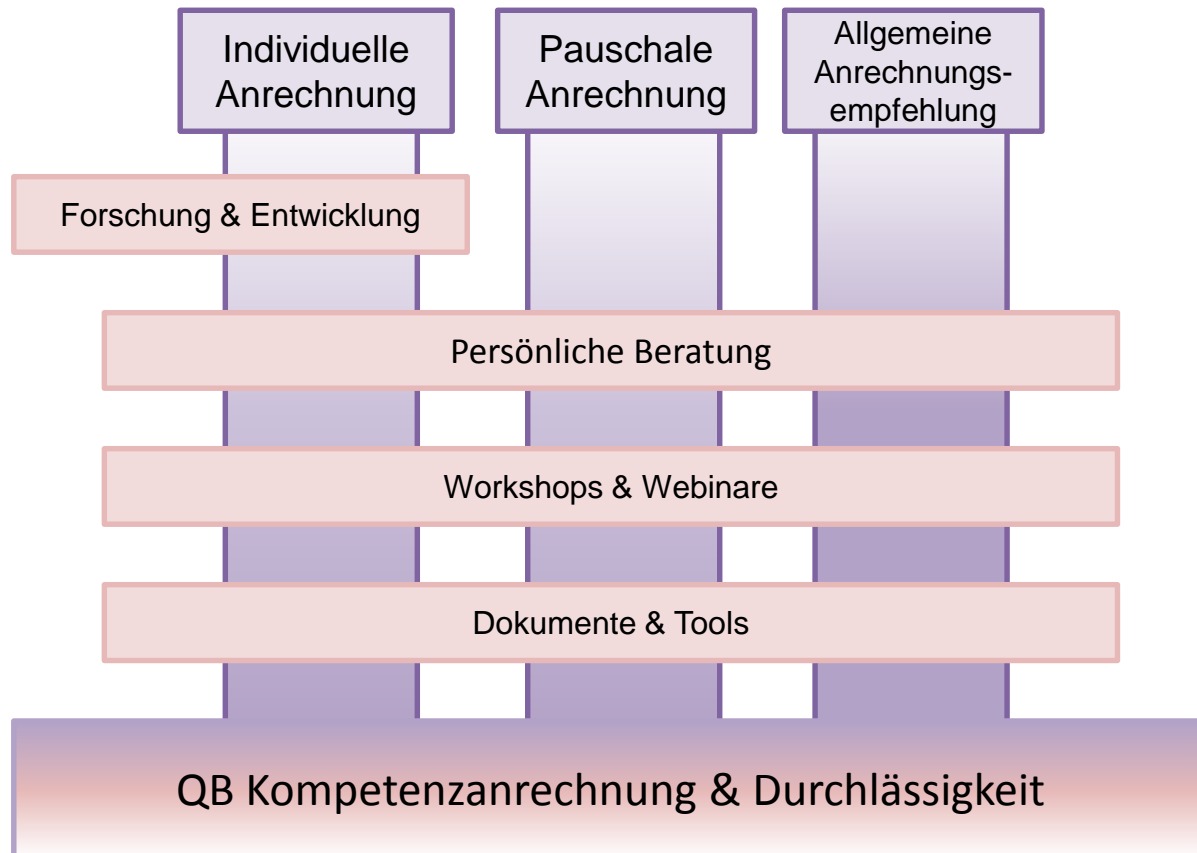 Individuelle
Anrechnung
Pauschale
Anrechnung
Allgemeine
Anrechnungs-
empfehlung
Forschung & Entwicklung
Persönliche Beratung
Workshops & Webinare
Dokumente & Tools
QB Kompetenzanrechnung & Durchlässigkeit